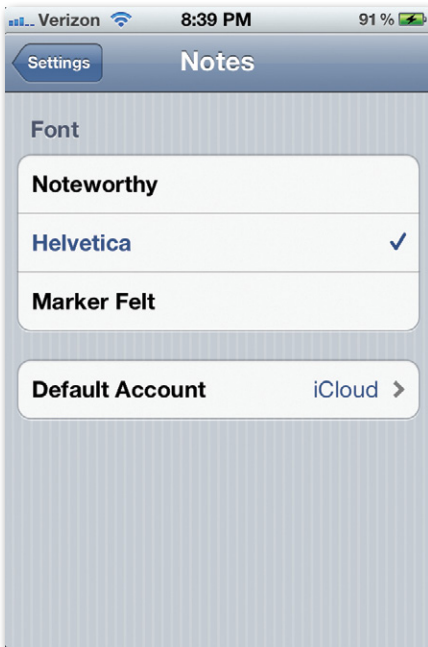 Verizon 8:39 PM 91 %
Settings Notes
Font
Noteworthy
Helvetica
Marker Felt
Default Account iCloud